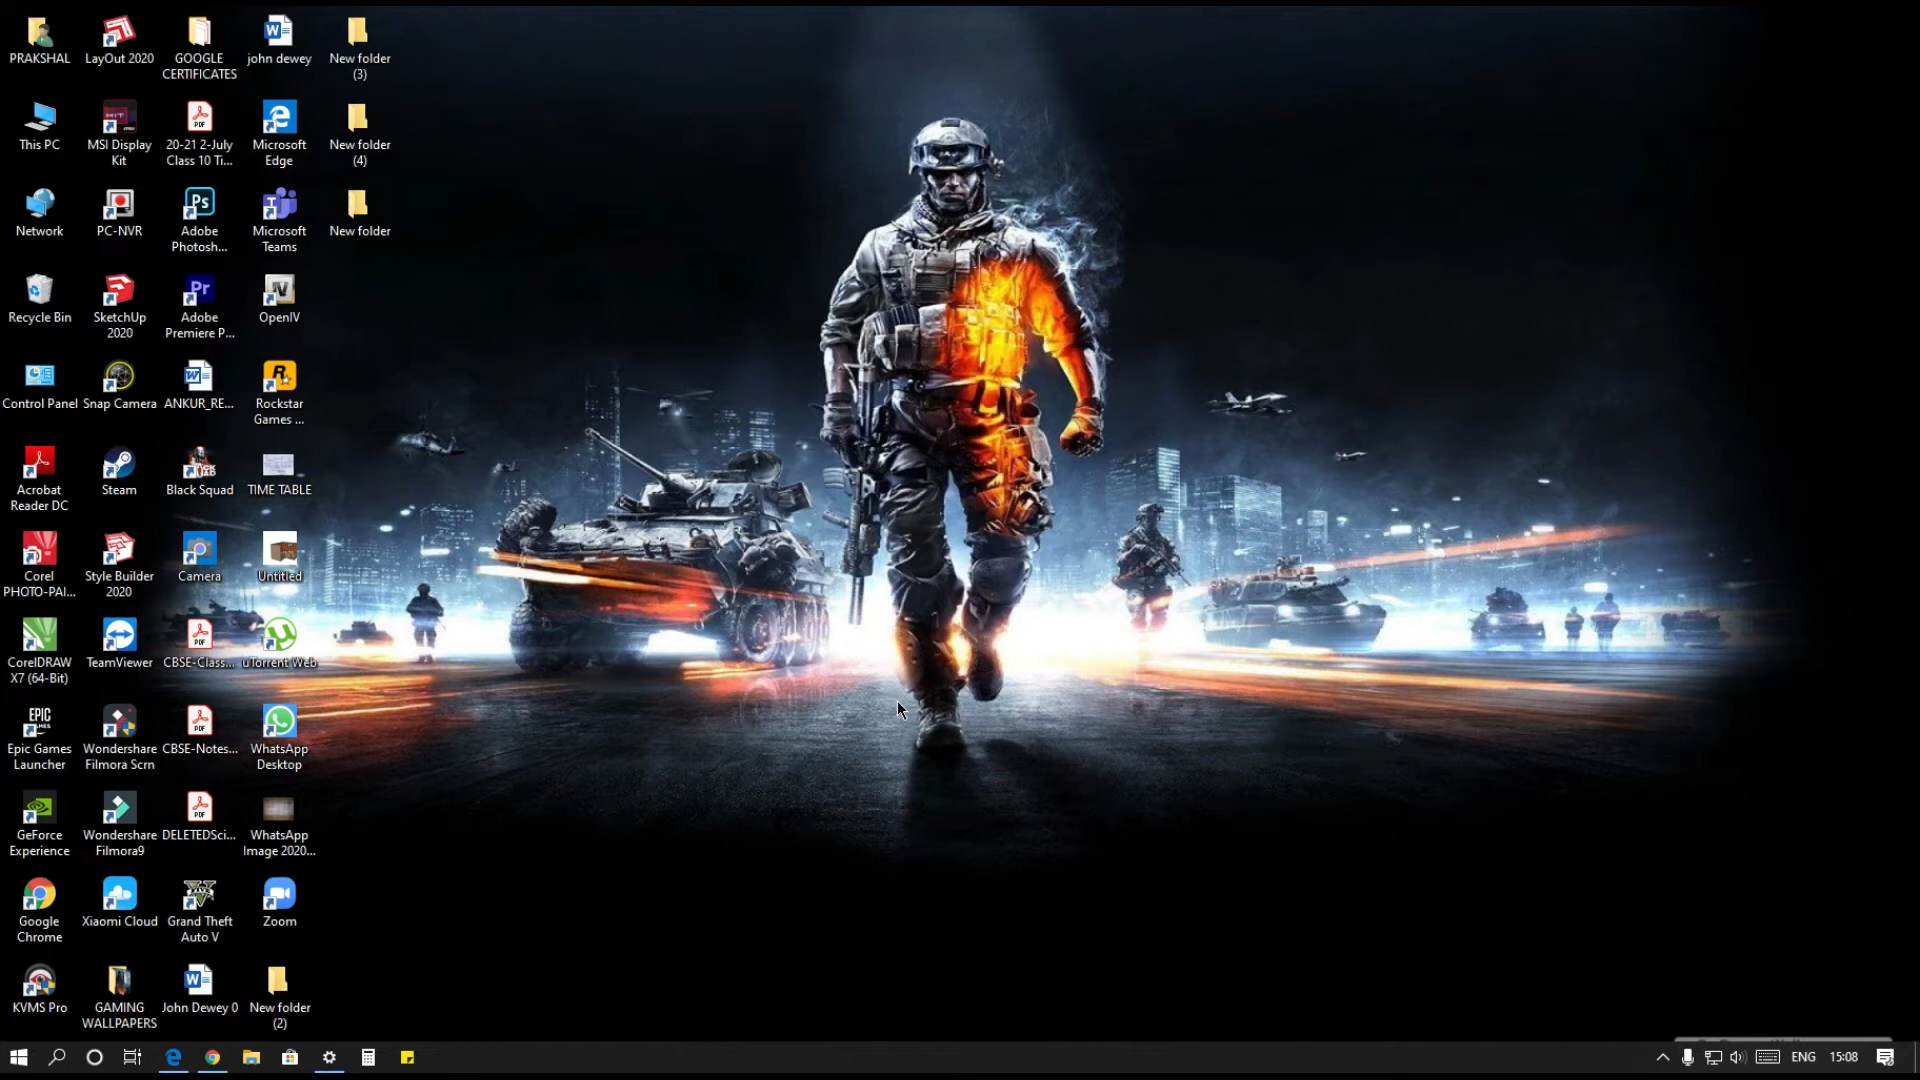 PRAKSHAL
LayOut 2020
GOOGLE
CERTIFICATES
john dewey
New folder
(3)
This PC
MSI Display
Kit
20-21 2-July
Class 10 Ti...
Microsoft
Edge
New folder
(4)
Network
PC-NVR
Adobe
Photosh...
Microsoft
Teams
New folder
Recycle Bin
SketchUp
2020
Adobe
Premiere P...
OpenIV
Control Panel
Snap Camera
ANKUR_RE...
Rockstar
Games ...
Acrobat
Reader DC
Steam
Black Squad
TIME TABLE
Corel
PHOTO-PAI...
Style Builder
2020
Camera
Untitled
CorelDRAW
X7 (64-Bit)
TeamViewer
CBSE-Class...
uTorrent Web
Epic Games
Launcher
Wondershare
Filmora Scrn
CBSE-Notes...
WhatsApp
Desktop
GeForce
Experience
Wondershare
Filmora9
DELETEDSci...
WhatsApp
Image 2020...
Google
Chrome
Xiaomi Cloud
Grand Theft
Auto V
Zoom
KVMS Pro
GAMING
WALLPAPERS
John Dewey 0
New folder
(2)
ENG
15:08